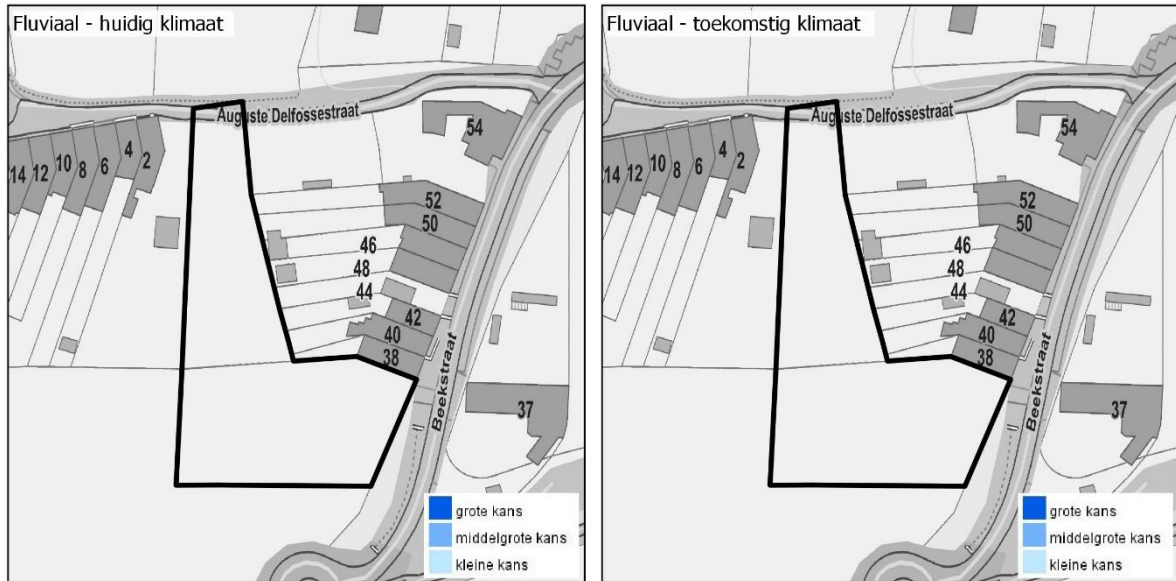 Fluviaal - huidig klimaat
Auguste Delfossestraat
54
14 12 10 8 6 4 2
52
50
46
48
44
42
40
38
Beekstraat
37
grote kans
middelgrote kans
kleine kans
Fluviaal - toekomstig klimaat
Auguste Delfossestraat
54
14 12 10 8 6 4 2
52
50
46
48
44
42
40
38
Beekstraat
37
grote kans
middelgrote kans
kleine kans